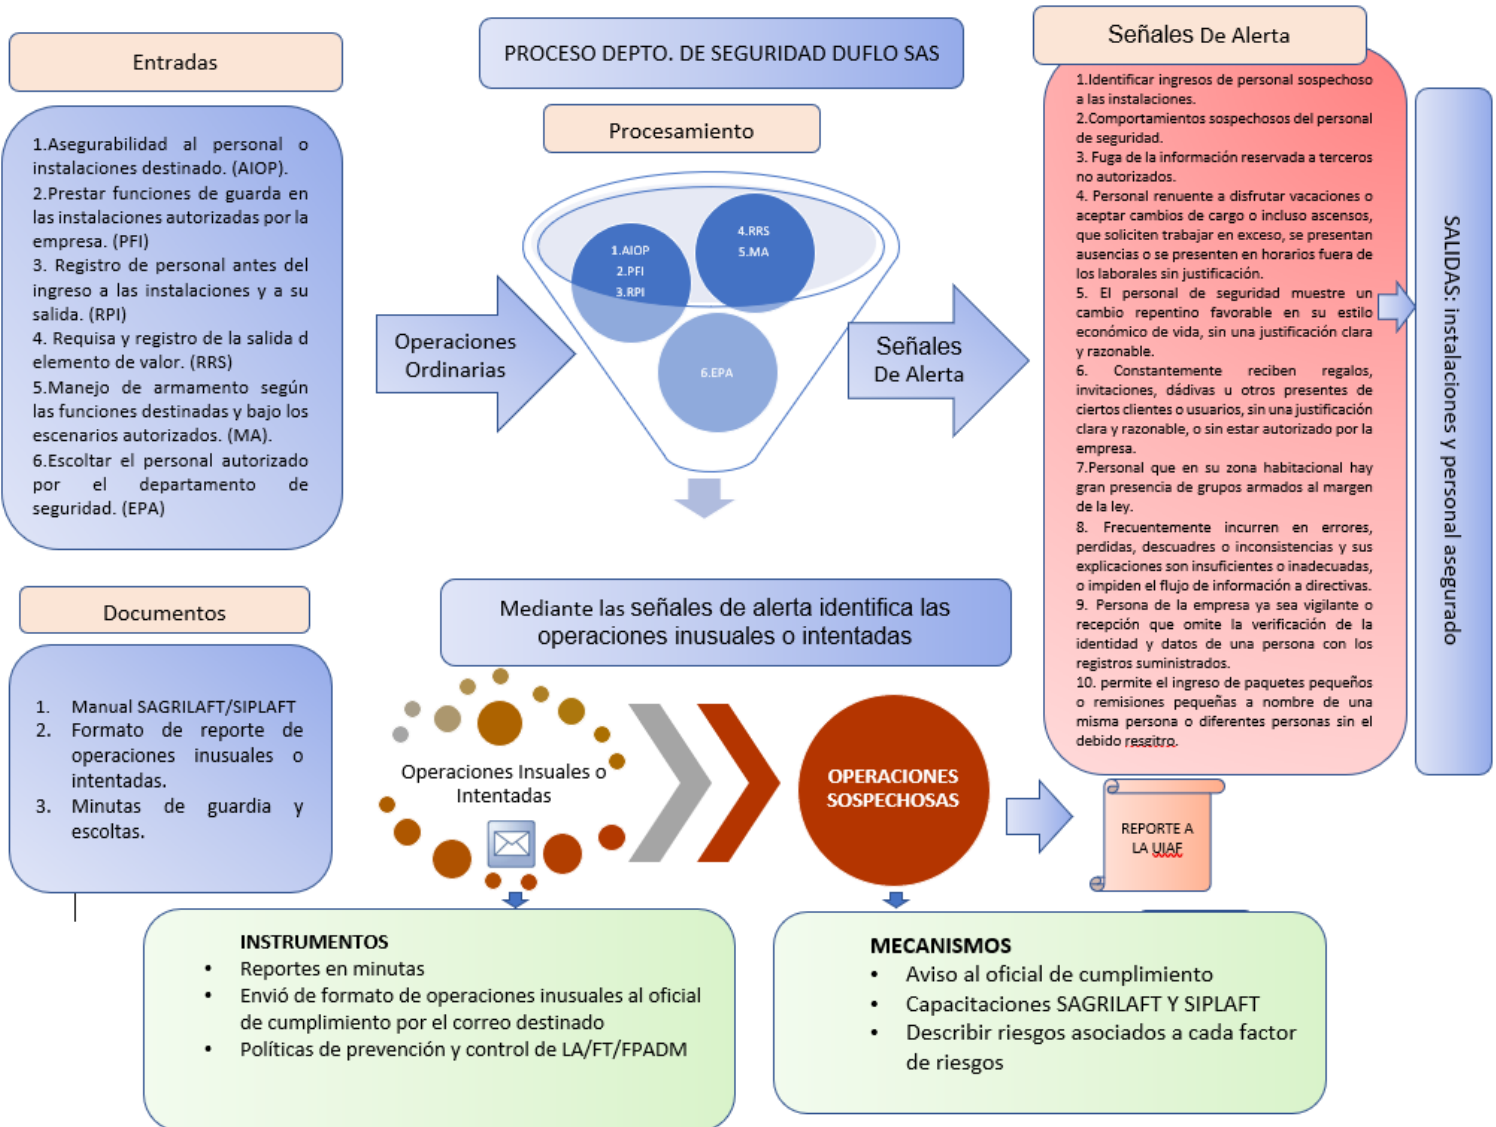 Entradas
1.Asegurabilidad al personal o
instalaciones destinado. (AIOP).
2.Prestar funciones de guarda en
las instalaciones autorizadas por la
empresa. (PFI)
3. Registro de personal antes del
ingreso a las instalaciones y a su
salida. (RPI)
4. Requisa y registro de la salida d
elemento de valor. (RRS)
5.Manejo de armamento según
las funciones destinadas y bajo los
escenarios autorizados. (MA).
6.Escoltar el personal autorizado
por el departamento de
seguridad. (EPA)
Documentos
1. Manual SAGRILAFT/SIPLAFT
2. Formato de reporte de
operaciones inusuales o
intentadas.
3. Minutas de guardia y
escoltas.
PROCESO DEPTO. DE SEGURIDAD DUFLO SAS
Procesamiento
Operaciones
Ordinarias
1.AIOP
2.PFI
3.RPI
4.RRS
5.MA
6.EPA
Señales
De Alerta
Señales De Alerta
1.Identificar ingresos de personal sospechoso
a las instalaciones.
2.Comportamientos sospechosos del personal
de seguridad.
3. Fuga de la información reservada a terceros
no autorizados.
4. Personal renuente a disfrutar vacaciones o
aceptar cambios de cargo o incluso ascensos,
que soliciten trabajar en exceso, se presentan
ausencias o se presenten en horarios fuera de
los laborales sin justificación.
5. El personal de seguridad muestre un
cambio repentino favorable en su estilo
económico de vida, sin una justificación clara
y razonable.
6. Constantemente reciben regalos,
invitaciones, dádivas u otros presentes de
ciertos clientes o usuarios, sin una justificación
clara y razonable, o sin estar autorizado por la
empresa.
7.Personal que en su zona habitacional hay
gran presencia de grupos armados al margen
de la ley.
8. Frecuentemente incurren en errores,
perdidas, descuadres o inconsistencias y sus
explicaciones son insuficientes o inadecuadas,
o impiden el flujo de información a directivas.
9. Persona de la empresa ya sea vigilante o
recepción que omite la verificación de la
identidad y datos de una persona con los
registros suministrados.
10. permite el ingreso de paquetes pequeños
o remisiones pequeñas a nombre de una
misma persona o diferentes personas sin el
debido resgitro.
SALIDAS: instalaciones y personal asegurado
Mediante las señales de alerta identifica las
operaciones inusuales o intentadas
Operaciones Insuales o
Intentadas
OPERACIONES
SOSPECHOSAS
REPORTE A
LA UIAF
INSTRUMENTOS
• Reportes en minutas
• Envió de formato de operaciones inusuales al oficial
de cumplimiento por el correo destinado
• Políticas de prevención y control de LA/FT/FPADM
MECANISMOS
• Aviso al oficial de cumplimiento
• Capacitaciones SAGRILAFT Y SIPLAFT
• Describir riesgos asociados a cada factor
de riesgos